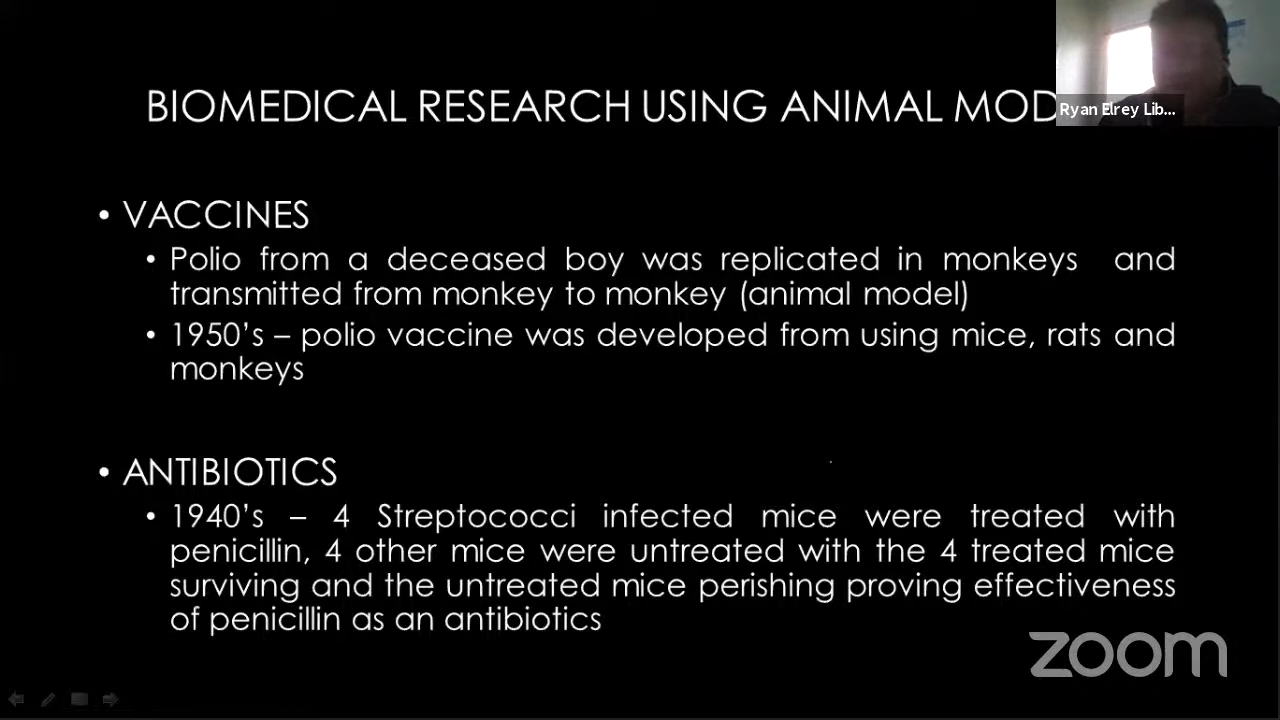 BIOMEDICAL RESEARCH USING ANIMAL MOD
Ryan Elrey Lib...
• VACCINES
• Polio from a deceased boy was replicated in monkeys and
transmitted from monkey to monkey (animal model)
• 1950's – polio vaccine was developed from using mice, rats and
monkeys
• ANTIBIOTICS
• 1940's – 4 Streptococci infected mice were treated with
penicillin, 4 other mice were untreated with the 4 treated mice
surviving and the untreated mice perishing proving effectiveness
of penicillin as an antibiotics
zoom